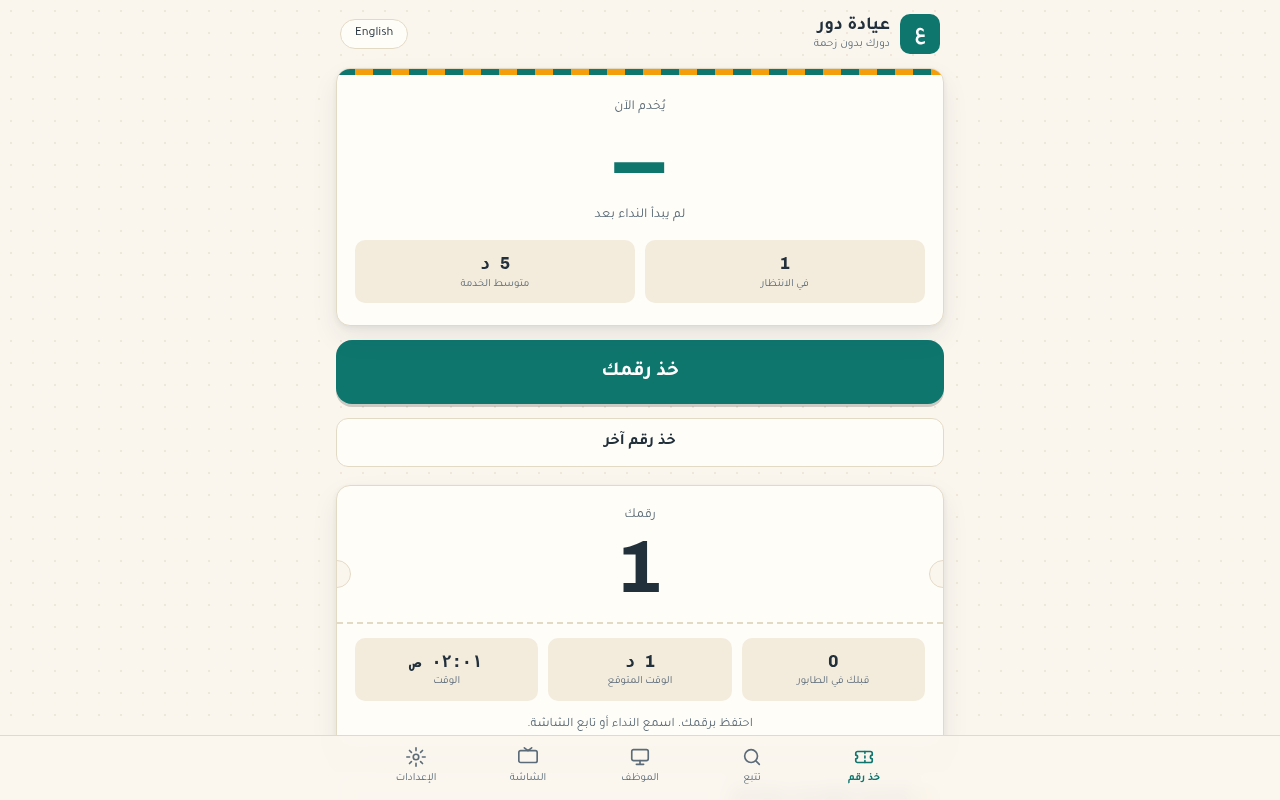 ع
عيادة دور
دورك بدون زحمة
English
يُخدم الآن
—
لم يبدأ النداء بعد
1
في الانتظار
5 د
متوسط الخدمة
خذ رقمك
خذ رقم آخر
رقمك
1
0
قبلك في الطابور
1 د
الوقت المتوقع
٠٢:٠١ ص
الوقت
احتفظ برقمك. اسمع النداء أو تابع الشاشة.
خذ رقم
تتبع
الموظف
الشاشة
الإعدادات